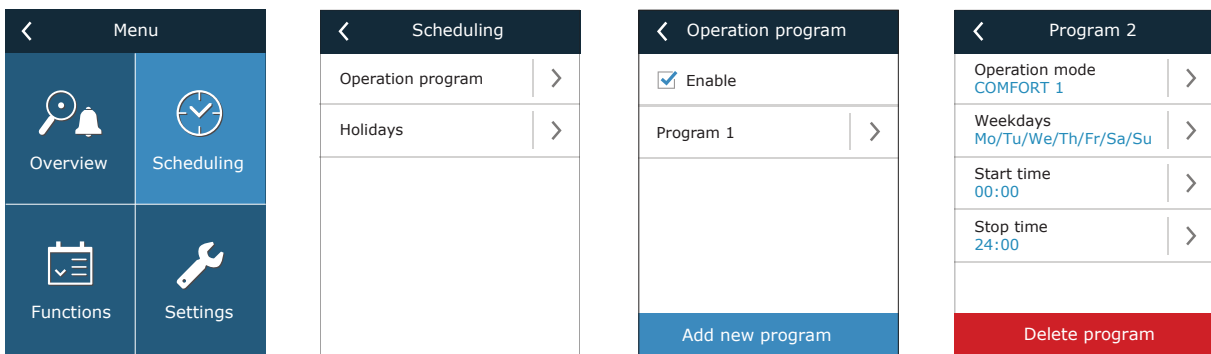 Menu
Overview
Scheduling
Functions
Settings
Scheduling
Operation program
Holidays
Operation program
Enable
Program 1
Add new program
Program 2
Operation mode
COMFORT 1
Weekdays
Mo/Tu/We/Th/Fr/Sa/Su
Start time
00:00
Stop time
24:00
Delete program